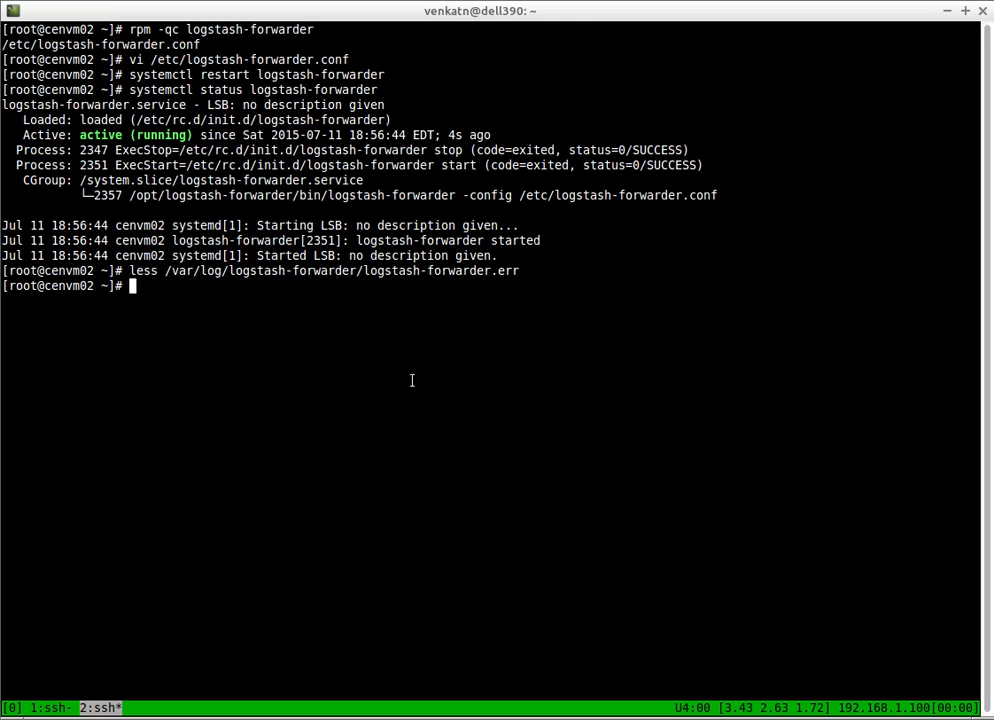 venkatn@dell390: ~
[root@cenvm02 ~]# rpm -qc logstash-forwarder
/etc/logstash-forwarder.conf
[root@cenvm02 ~]# vi /etc/logstash-forwarder.conf
[root@cenvm02 ~]# systemctl restart logstash-forwarder
[root@cenvm02 ~]# systemctl status logstash-forwarder
logstash-forwarder.service - LSB: no description given
   Loaded: loaded (/etc/rc.d/init.d/logstash-forwarder)
   Active: active (running) since Sat 2015-07-11 18:56:44 EDT; 4s ago
  Process: 2347 ExecStop=/etc/rc.d/init.d/logstash-forwarder stop (code=exited, status=0/SUCCESS)
  Process: 2351 ExecStart=/etc/rc.d/init.d/logstash-forwarder start (code=exited, status=0/SUCCESS)
   CGroup: /system.slice/logstash-forwarder.service
           └─2357 /opt/logstash-forwarder/bin/logstash-forwarder -config /etc/logstash-forwarder.conf
Jul 11 18:56:44 cenvm02 systemd[1]: Starting LSB: no description given...
Jul 11 18:56:44 cenvm02 logstash-forwarder[2351]: logstash-forwarder started
Jul 11 18:56:44 cenvm02 systemd[1]: Started LSB: no description given.
[root@cenvm02 ~]# less /var/log/logstash-forwarder/logstash-forwarder.err
[root@cenvm02 ~]#
[0] 1:ssh- 2:ssh* U4:00 [3.43 2.63 1.72] 192.168.1.100[00:00]